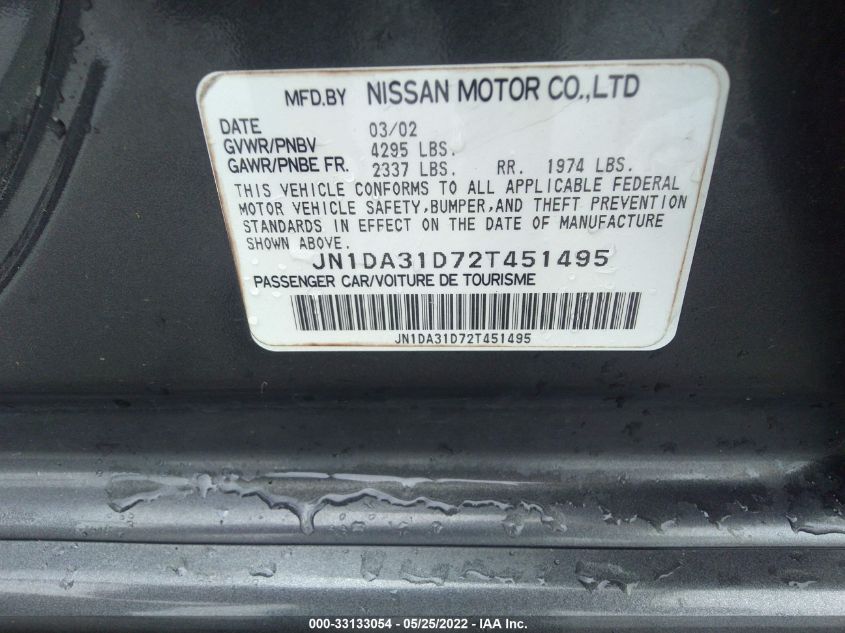 MFD.BY NISSAN MOTOR CO.,LTD
DATE 03/02
GVWR/PNBV 4295 LBS.
GAWR/PNBE FR. 2337 LBS. RR. 1974 LBS.
THIS VEHICLE CONFORMS TO ALL APPLICABLE FEDERAL
MOTOR VEHICLE SAFETY,BUMPER,AND THEFT PREVENTION
STANDARDS IN EFFECT ON THE DATE OF MANUFACTURE
SHOWN ABOVE.
JN1DA31D72T451495
PASSENGER CAR/VOITURE DE TOURISME
JN1DA31D72T451495
000-33133054 - 05/25/2022 - IAA Inc.